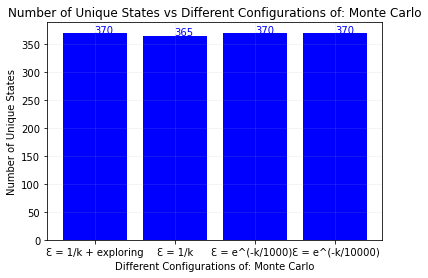 Number of Unique States vs Different Configurations of: Monte Carlo
370
365
370
370
Number of Unique States
350
300
250
200
150
100
50
0
Ɛ = 1/k + exploring
Ɛ = 1/k
Ɛ = e^(-k/1000)
Ɛ = e^(-k/10000)
Different Configurations of: Monte Carlo